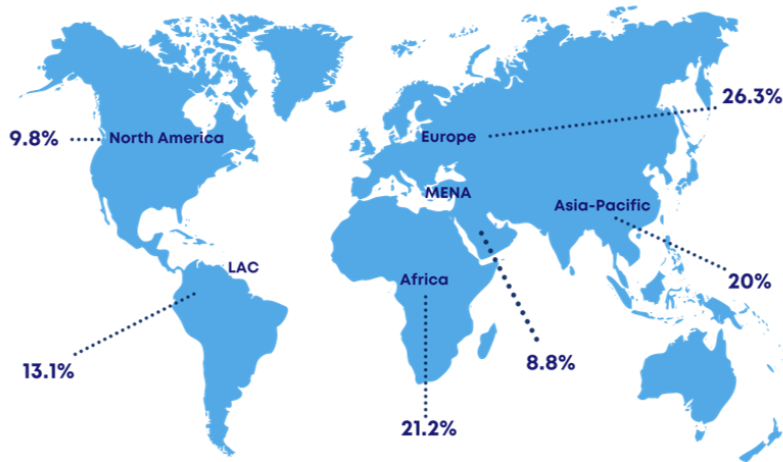 26.3%
9.8%
North America
Europe
MENA
Asia-Pacific
LAC
Africa
20%
13.1%
8.8%
21.2%